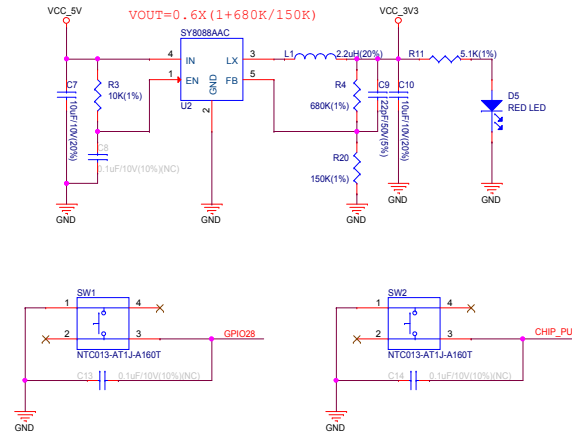 VOUT=0.6X(1+680K/150K)
VCC_5V
VCC_3V3
SY8088AAC
4
IN
LX
3
L1
2.2uH(20%)
R11
5.1K(1%)
1
EN
FB
5
GND
2
U2
C7
10uF/10V(20%)
R3
10K(1%)
R4
680K(1%)
C9
22pF/50V(5%)
C10
10uF/10V(20%)
D5
RED LED
C8
0.1uF/10V(10%)(NC)
R20
150K(1%)
GND
GND
GND
GND
GND
SW1
1
4
2
3
GPIO28
NTC013-AT1J-A160T
C13
0.1uF/10V(10%)(NC)
GND
SW2
1
4
2
3
CHIP_PU
NTC013-AT1J-A160T
C14
0.1uF/10V(10%)(NC)
GND